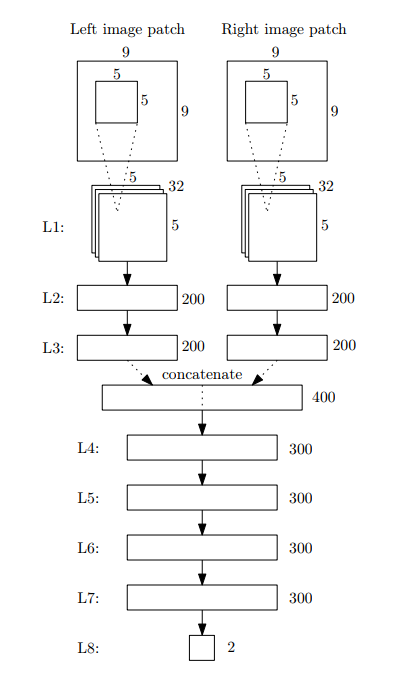 Left image patch Right image patch
9 9
5 5
5 9 5 9
5 32 5 32
L1: 5 5
L2: 200 200
L3: 200 200
concatenate
400
L4: 300
L5: 300
L6: 300
L7: 300
L8: 2